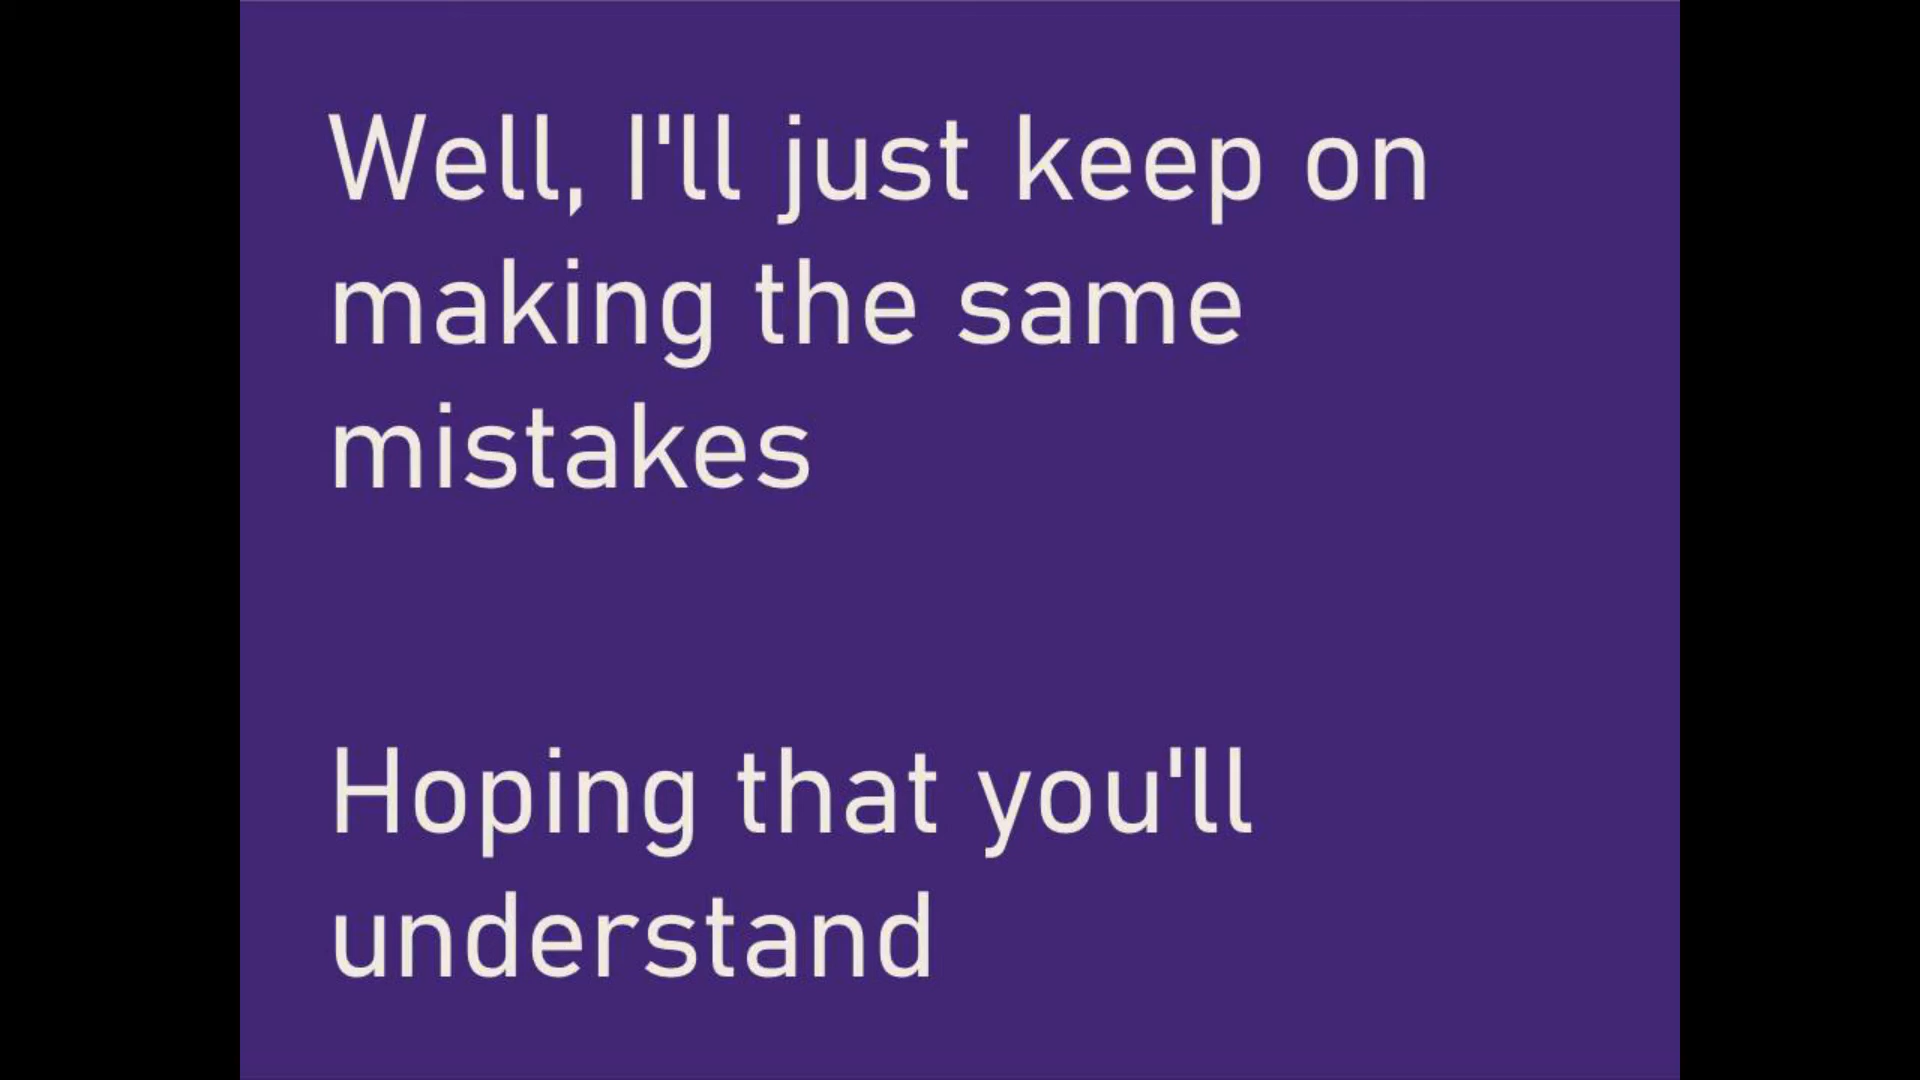 Well, I'll just keep on
making the same
mistakes
Hoping that you'll
understand